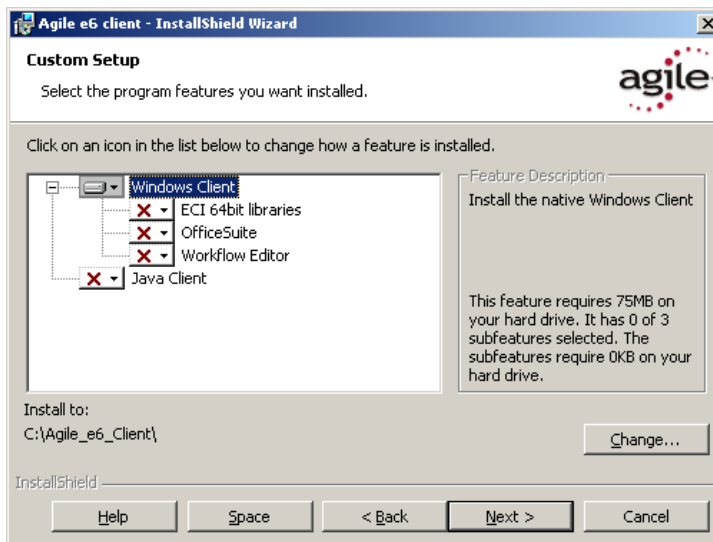 Agile e6 client - InstallShield Wizard
Custom Setup
Select the program features you want installed.
agile
Click on an icon in the list below to change how a feature is installed.
Windows Client
ECI 64bit libraries
OfficeSuite
Workflow Editor
Java Client
Feature Description
Install the native Windows Client
This feature requires 75MB on
your hard drive. It has 0 of 3
subfeatures selected. The
subfeatures require 0KB on your
hard drive.
Install to:
C:\Agile_e6_Client\
Change...
InstallShield
Help
Space
< Back
Next >
Cancel